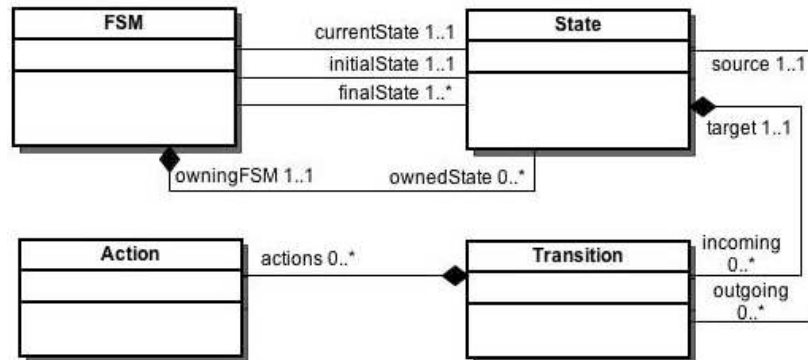 FSM
State
currentState 1..1
initialState 1..1
finalState 1..*
source 1..1
target 1..1
owningFSM 1..1
ownedState 0..*
Action
actions 0..*
Transition
incoming
0..*
outgoing
0..*